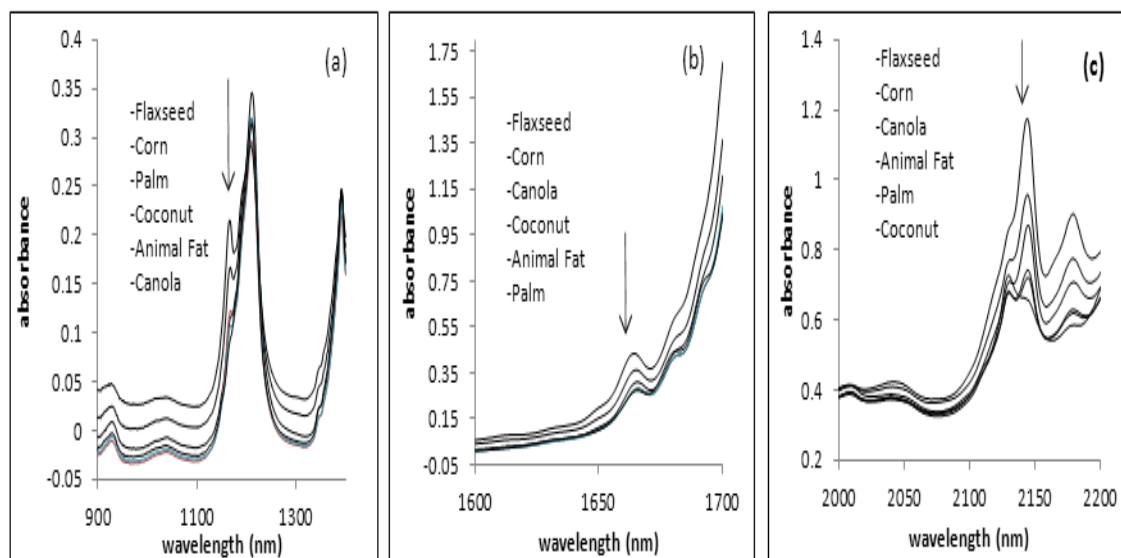 (a)
0.4
0.35
0.3
0.25
0.2
0.15
0.1
0.05
0
-0.05
absorbance
-Flaxseed
-Corn
-Palm
-Coconut
-Animal Fat
-Canola
900 1100 1300
wavelength (nm)
(b)
1.75
1.55
1.35
1.15
0.95
0.75
0.55
0.35
0.15
-0.05
absorbance
-Flaxseed
-Corn
-Canola
-Coconut
-Animal Fat
-Palm
1600 1650 1700
wavelength (nm)
(c)
1.4
1.2
1
0.8
0.6
0.4
0.2
absorbance
-Flaxseed
-Corn
-Canola
-Animal Fat
-Palm
-Coconut
2000 2050 2100 2150 2200
wavelength (nm)